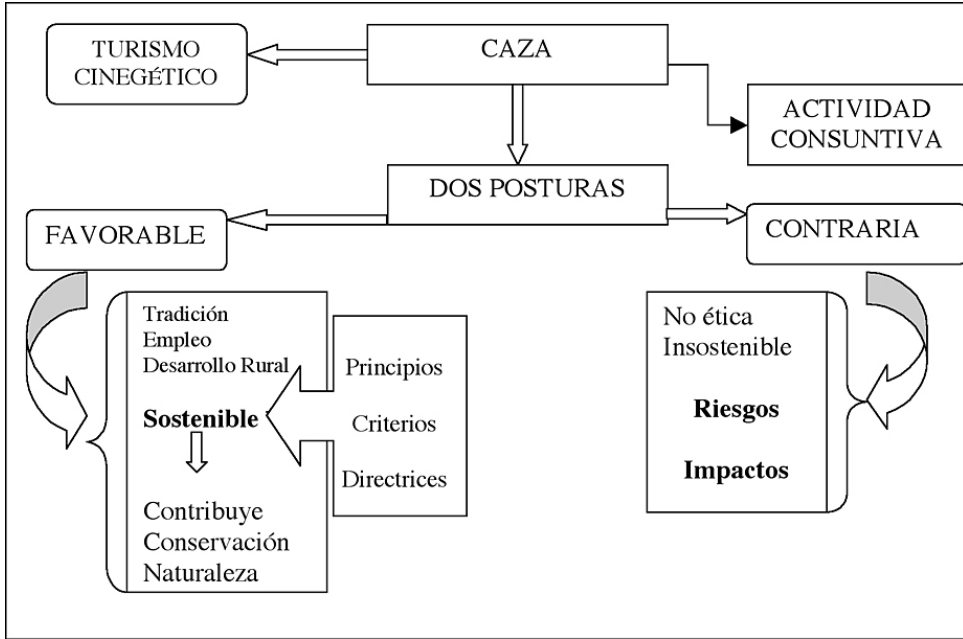 TURISMO
CINEGÉTICO
CAZA
ACTIVIDAD
CONSUNTIVA
DOS POSTURAS
FAVORABLE
CONTRARIA
Tradición
Empleo
Desarrollo Rural
Sostenible
Contribuye
Conservación
Naturaleza
Principios
Criterios
Directrices
No ética
Insostenible
Riesgos
Impactos